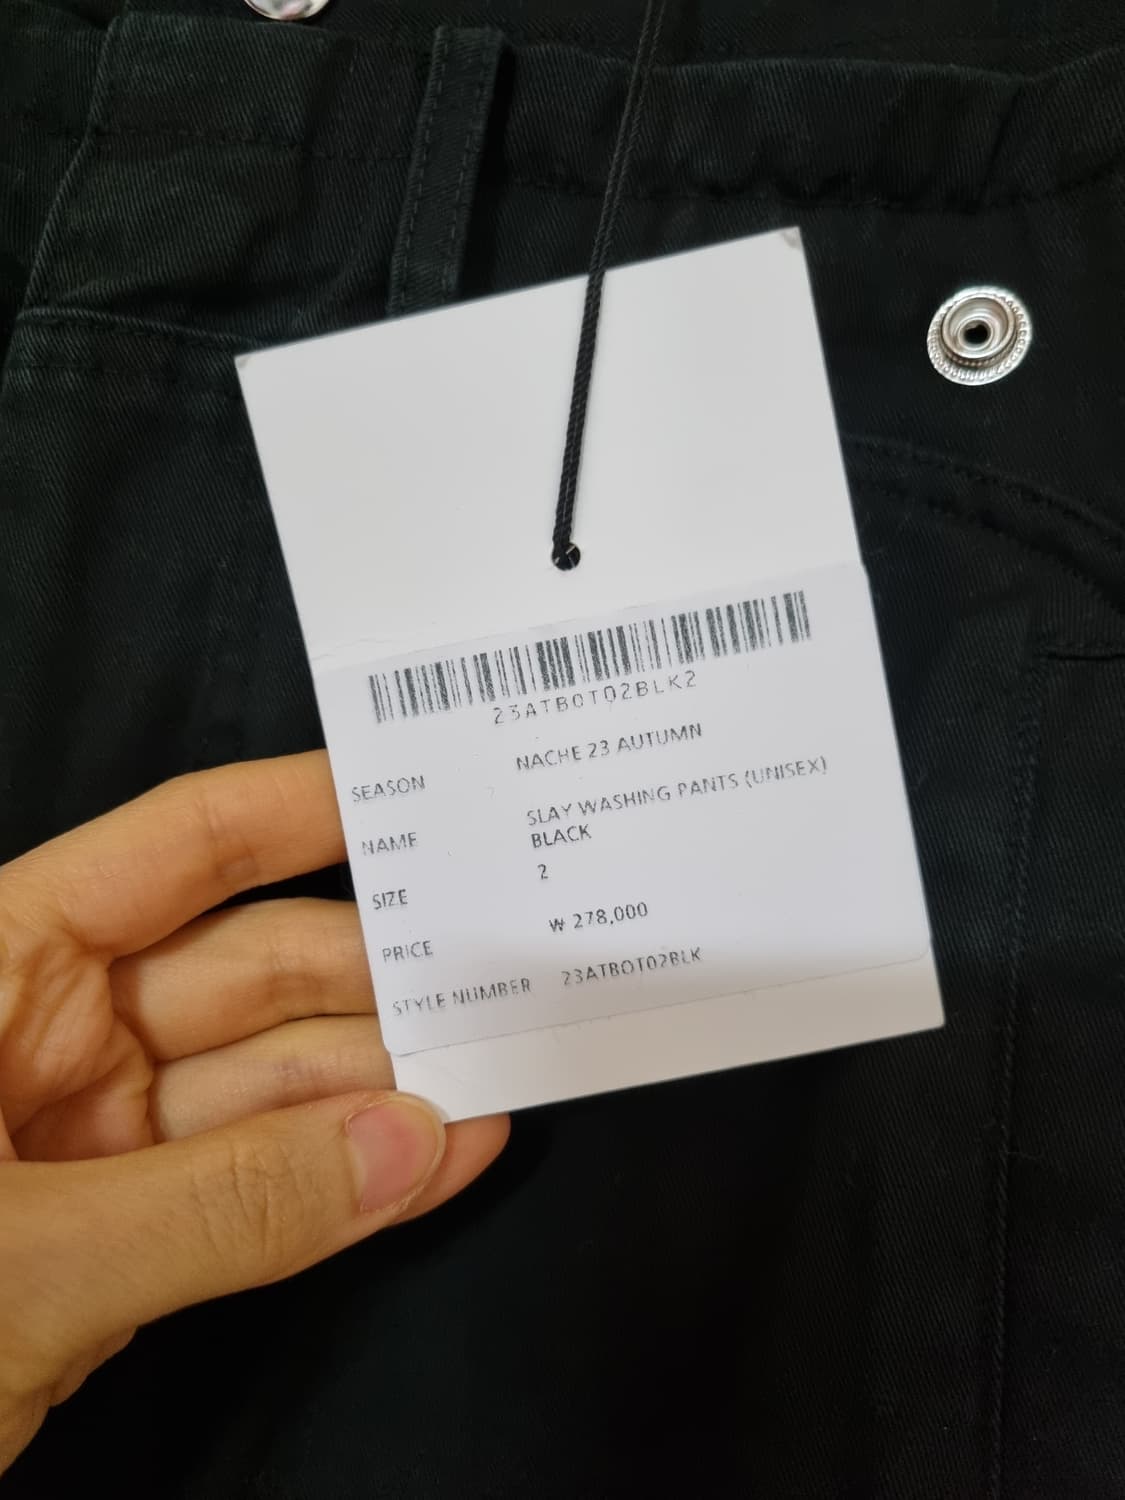 23ATBOT02BLK2
SEASON NACHE 23 AUTUMN
NAME SLAY WASHING PANTS (UNISEX)
BLACK
SIZE 2
PRICE ₩ 278,000
STYLE NUMBER 23ATBOT02BLK